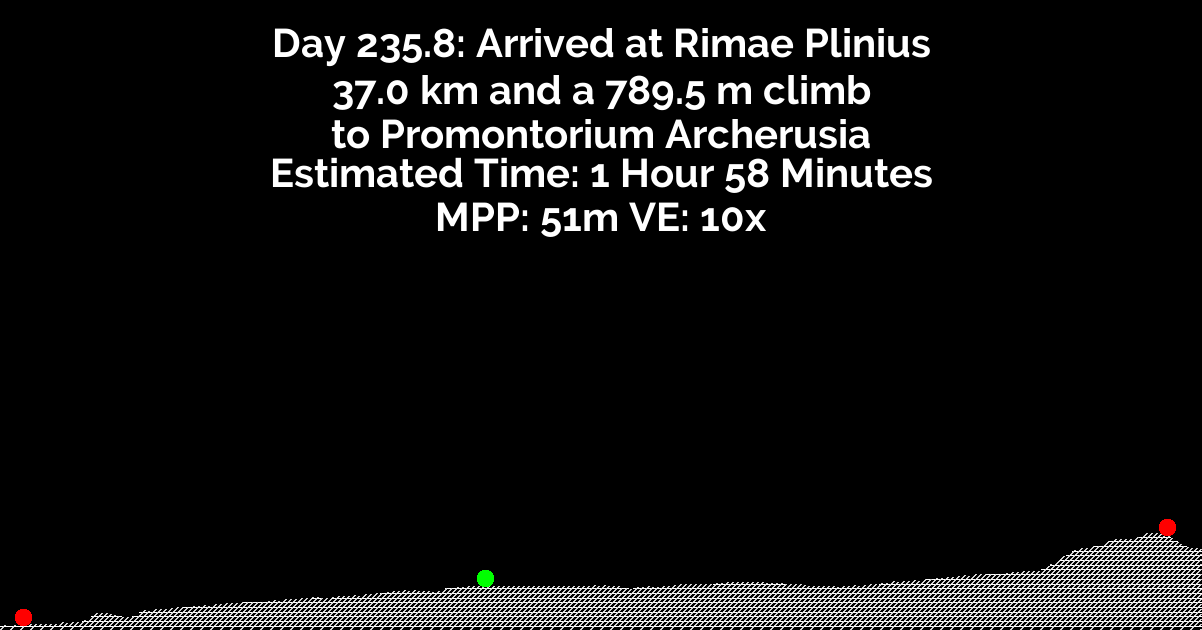 Day 235.8: Arrived at Rimae Plinius
37.0 km and a 789.5 m climb
to Promontorium Archerusia
Estimated Time: 1 Hour 58 Minutes
MPP: 51m VE: 10x